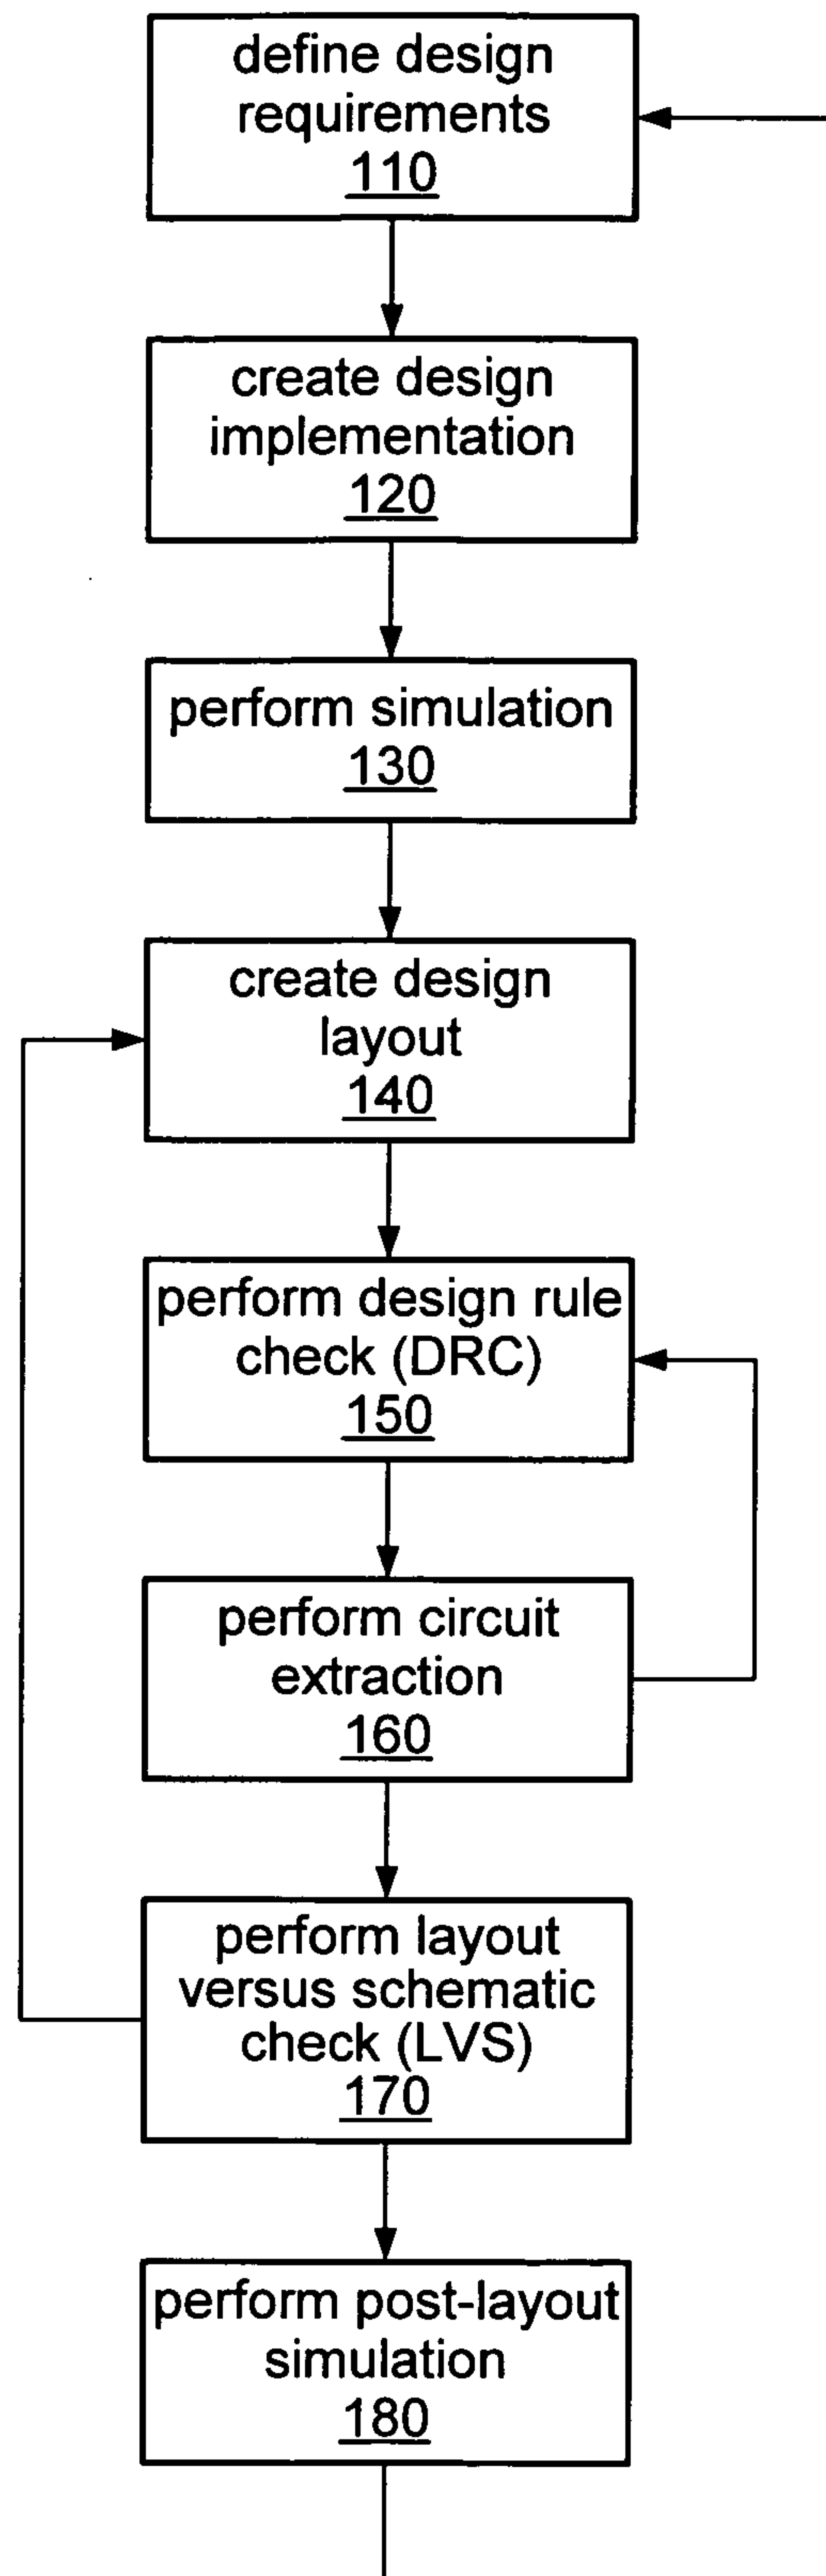 define design
requirements
110
create design
implementation
120
perform simulation
130
create design
layout
140
perform design rule
check (DRC)
150
perform circuit
extraction
160
perform layout
versus schematic
check (LVS)
170
perform post-layout
simulation
180